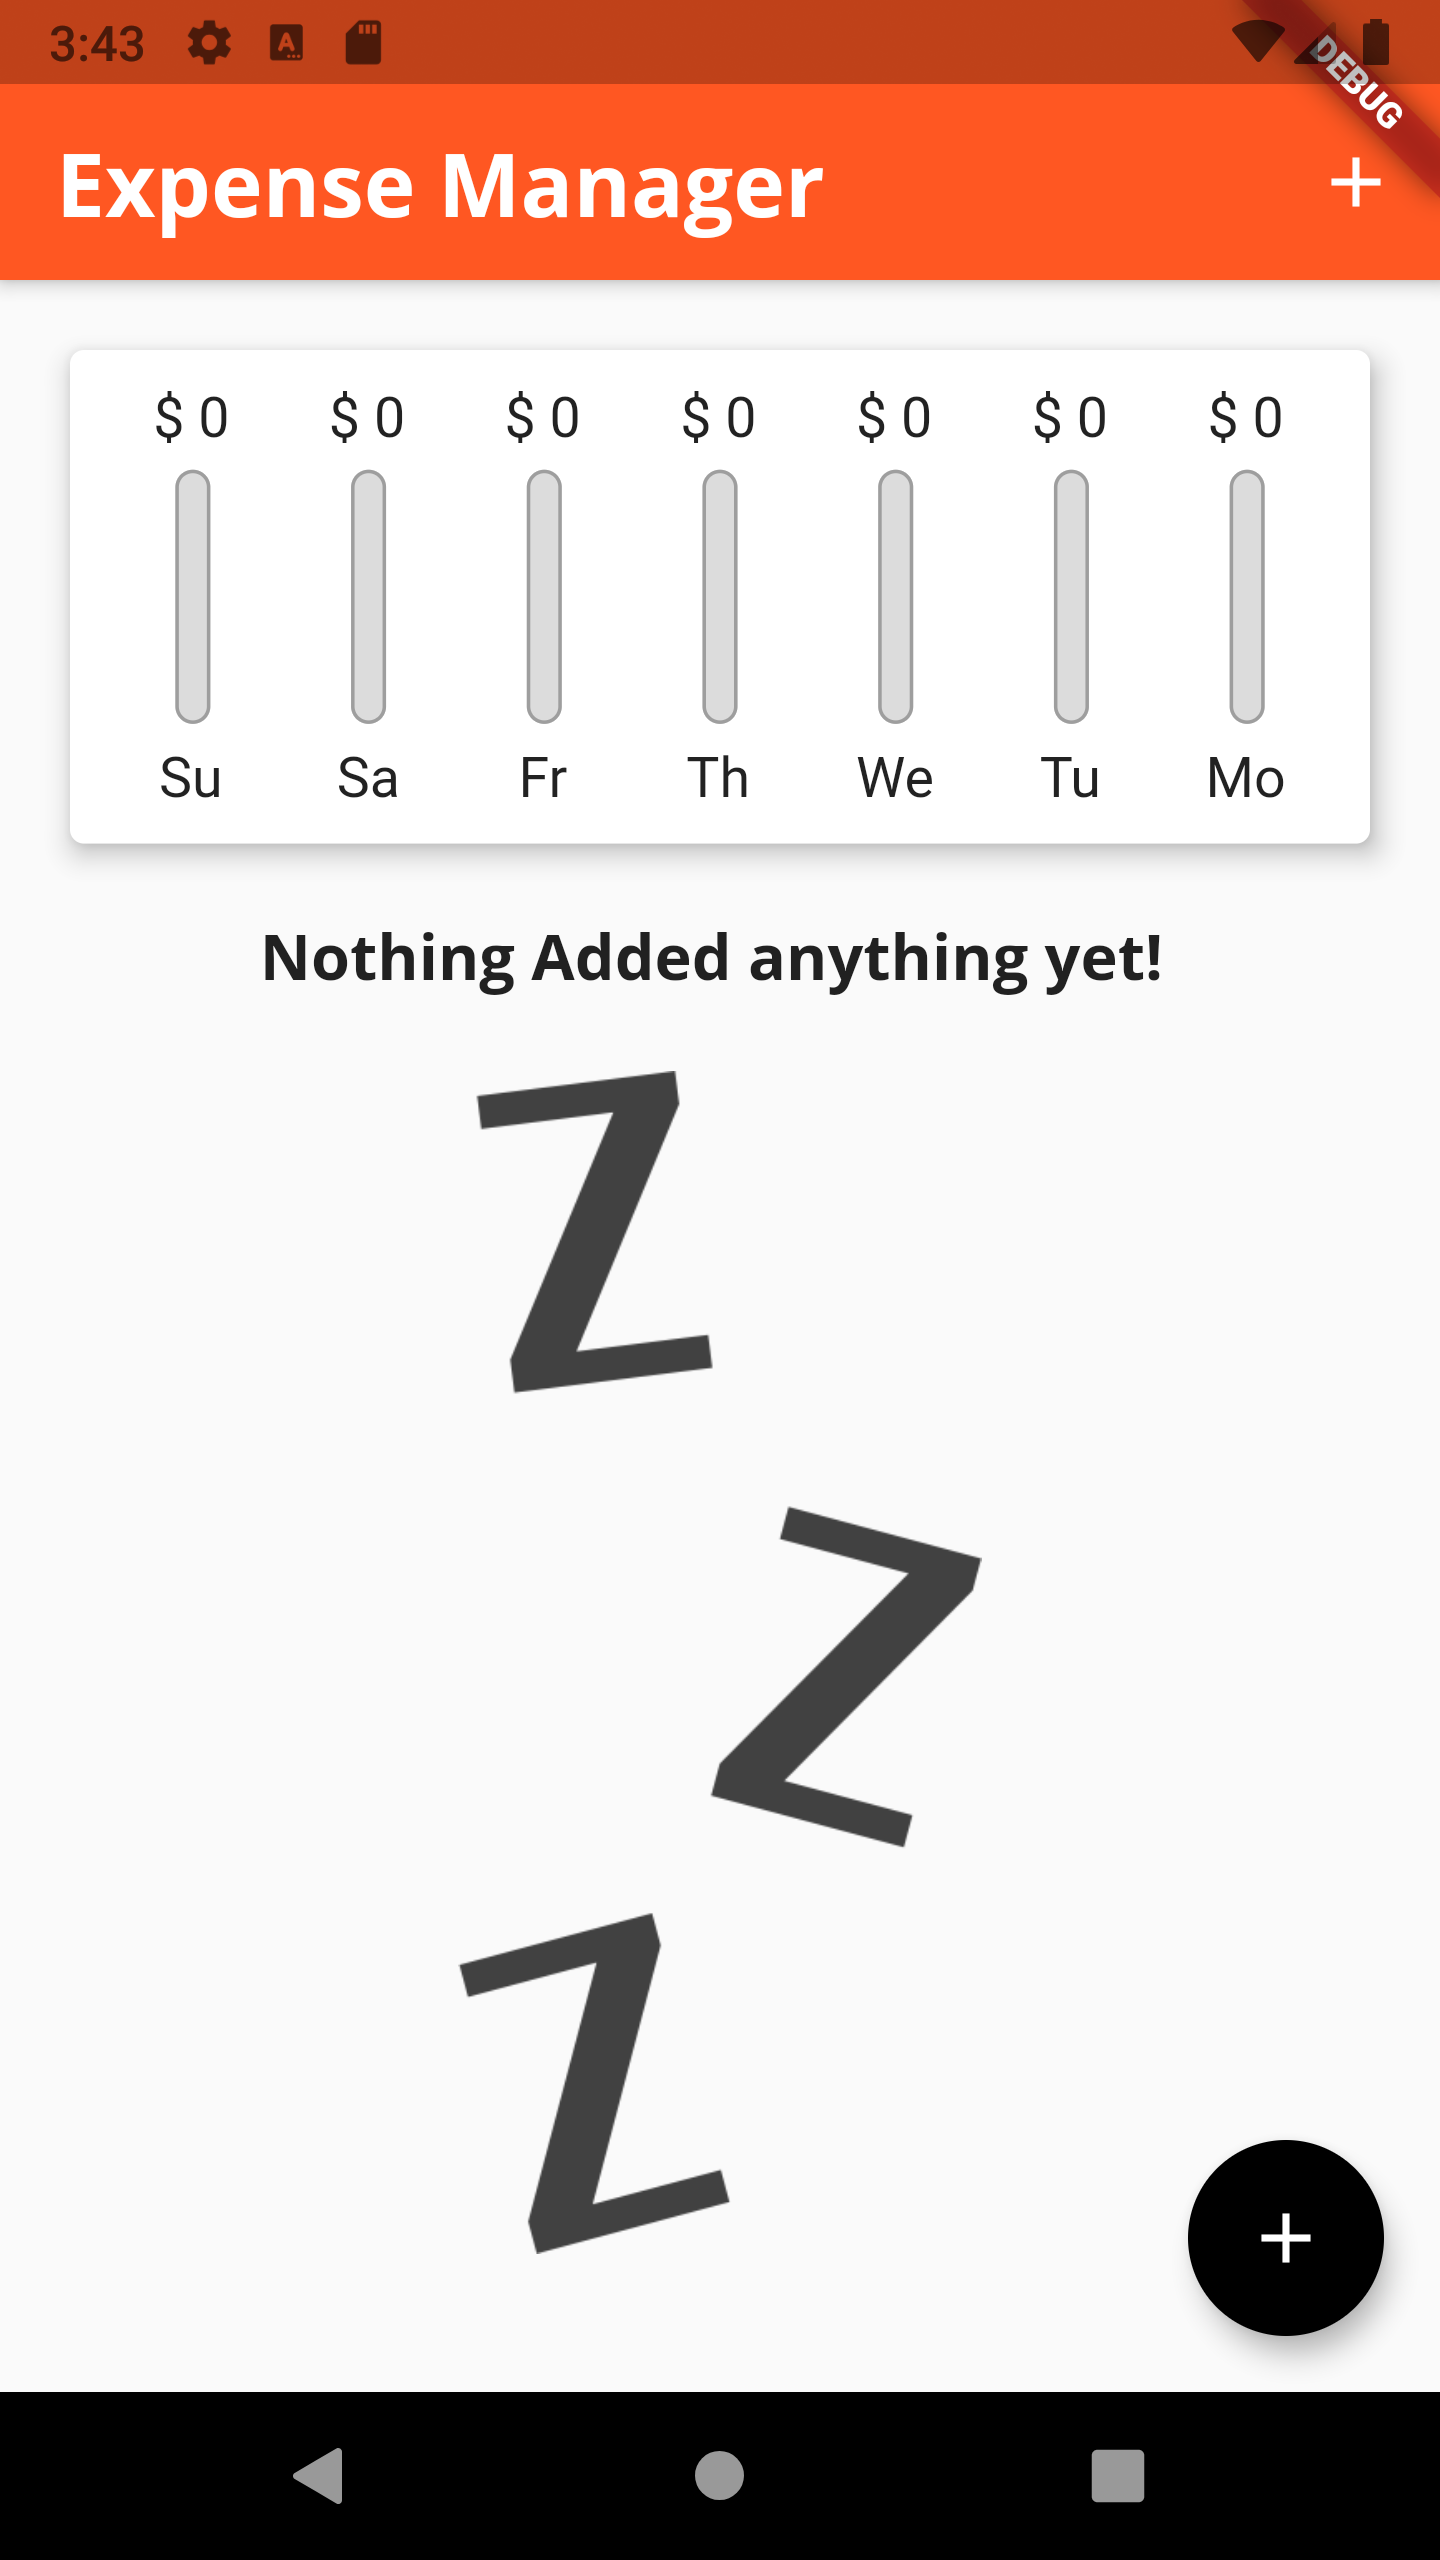 3:43
DEBUG
Expense Manager
$ 0 $ 0 $ 0 $ 0 $ 0 $ 0 $ 0
Su Sa Fr Th We Tu Mo
Nothing Added anything yet!
Z
Z
Z